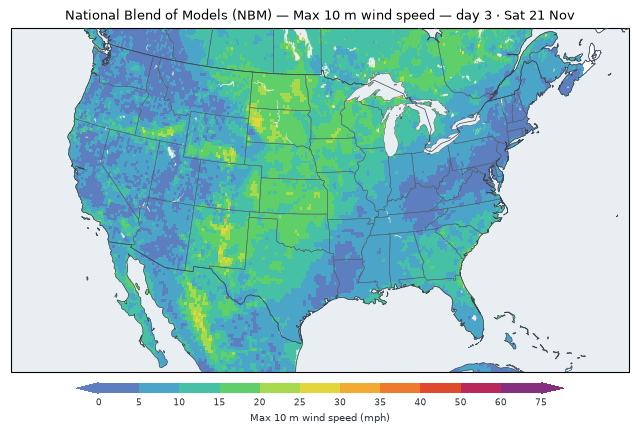 National Blend of Models (NBM) — Max 10 m wind speed — day 3 · Sat 21 Nov
0 5 10 15 20 25 30 35 40 50 60 75
Max 10 m wind speed (mph)